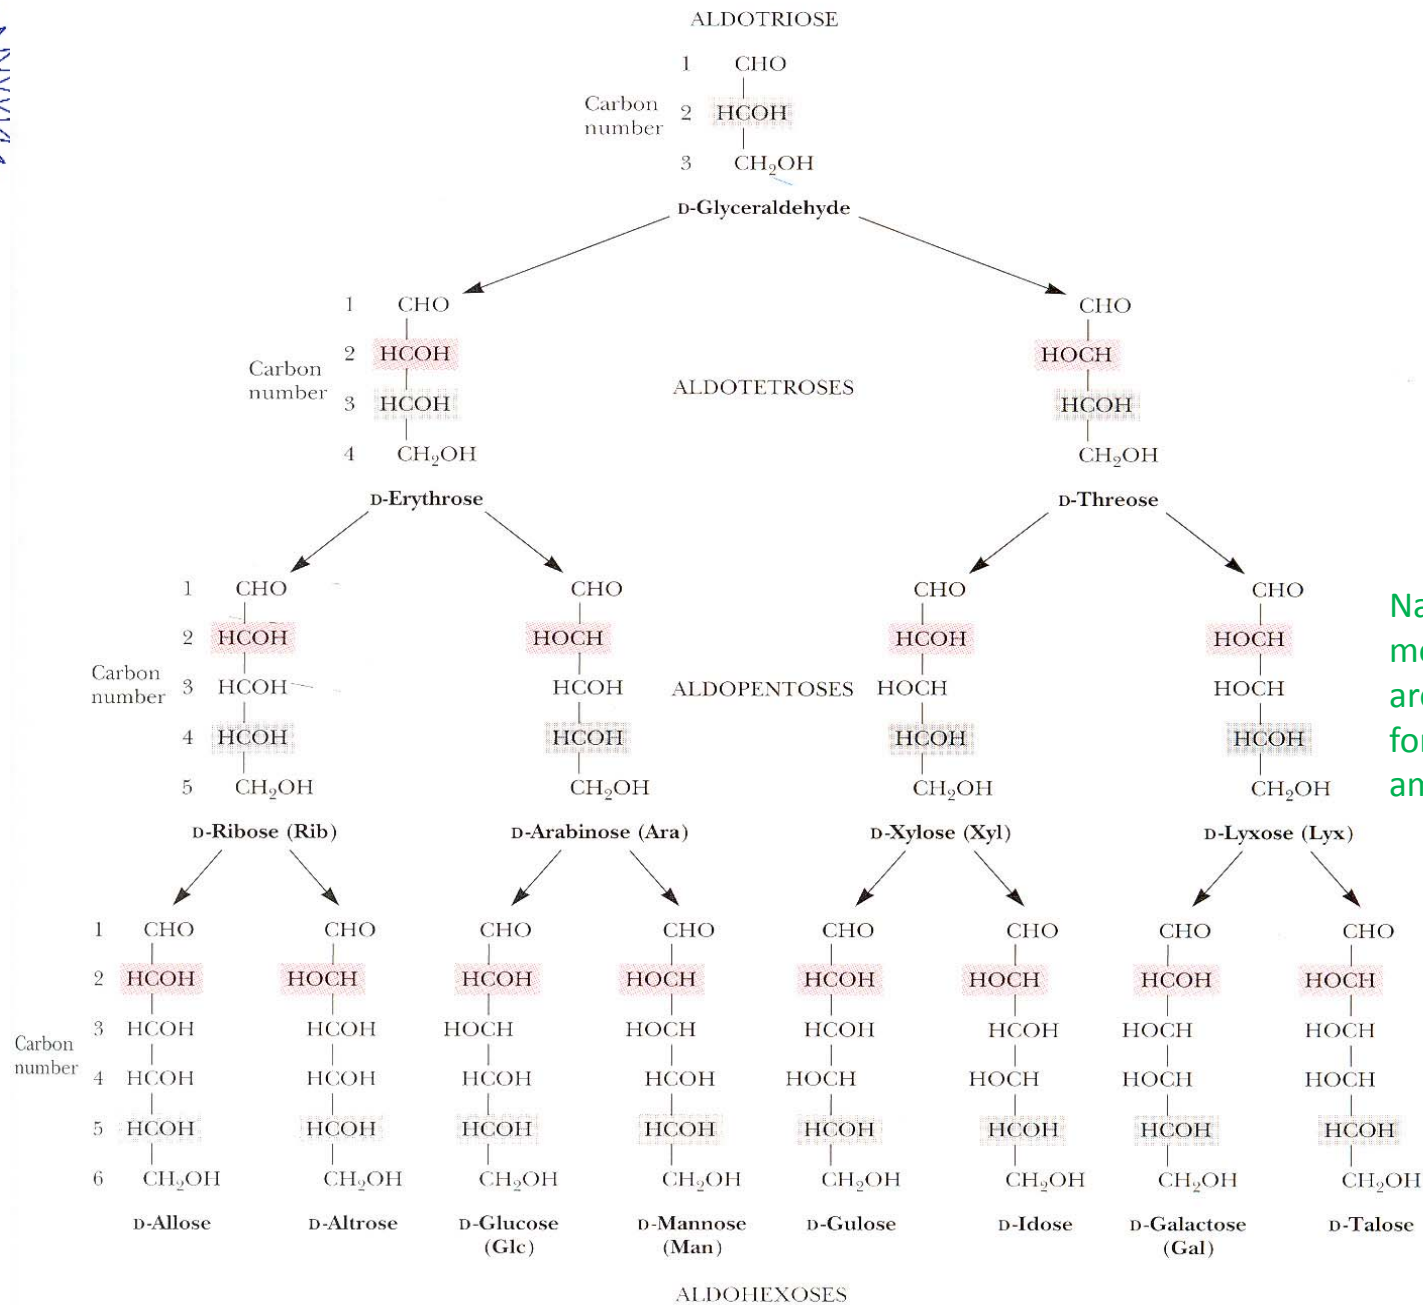 ALDOTRIOSE
1 CHO
Carbon number 2 HCOH
3 CH₂OH
D-Glyceraldehyde
1 CHO CHO
2 HCOH HOCH
Carbon number ALDOTETROSES
3 HCOH HCOH
4 CH₂OH CH₂OH
D-Erythrose D-Threose
1 CHO CHO CHO CHO
2 HCOH HOCH HCOH HOCH
Carbon number 3 HCOH HCOH ALDOPENTOSES HOCH HOCH
4 HCOH HCOH HCOH HCOH
5 CH₂OH CH₂OH CH₂OH CH₂OH
D-Ribose (Rib) D-Arabinose (Ara) D-Xylose (Xyl) D-Lyxose (Lyx)
1 CHO CHO CHO CHO CHO CHO CHO CHO
2 HCOH HOCH HCOH HOCH HCOH HOCH HCOH HOCH
3 HCOH HCOH HOCH HOCH HCOH HCOH HOCH HOCH
Carbon number
4 HCOH HCOH HCOH HCOH HOCH HOCH HOCH HOCH
5 HCOH HCOH HCOH HCOH HCOH HCOH HCOH HCOH
6 CH₂OH CH₂OH CH₂OH CH₂OH CH₂OH CH₂OH CH₂OH CH₂OH
D-Allose D-Altrose D-Glucose D-Mannose D-Gulose D-Idose D-Galactose D-Talose
(Glc) (Man) (Gal)
ALDOHEXOSES